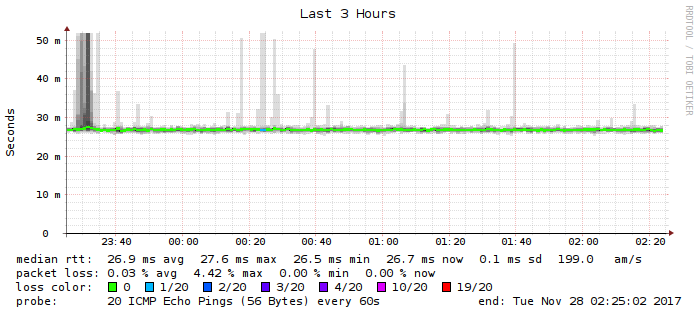 Last 3 Hours
RRDTOOL / TOBI OETIKER
Seconds
50 m
40 m
30 m
20 m
10 m
0
23:40 00:00 00:20 00:40 01:00 01:20 01:40 02:00 02:20
median rtt: 26.9 ms avg 27.6 ms max 26.5 ms min 26.7 ms now 0.1 ms sd 199.0 am/s
packet loss: 0.03 % avg 4.42 % max 0.00 % min 0.00 % now
loss color: 0 1/20 2/20 3/20 4/20 10/20 19/20
probe: 20 ICMP Echo Pings (56 Bytes) every 60s end: Tue Nov 28 02:25:02 2017